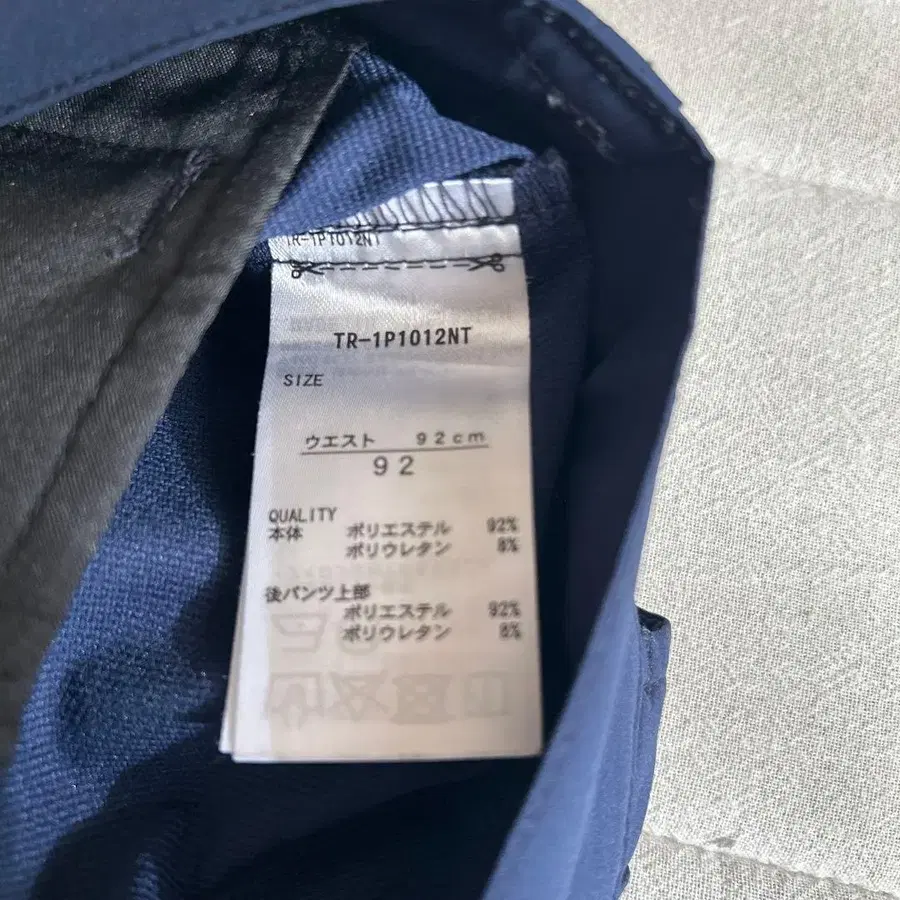 TR-1P1012NT
TR-1P1012NT
SIZE
ウエスト 92cm
92
QUALITY
本体 ポリエステル 92%
ポリウレタン 8%
後パンツ上部
ポリエステル 92%
ポリウレタン 8%